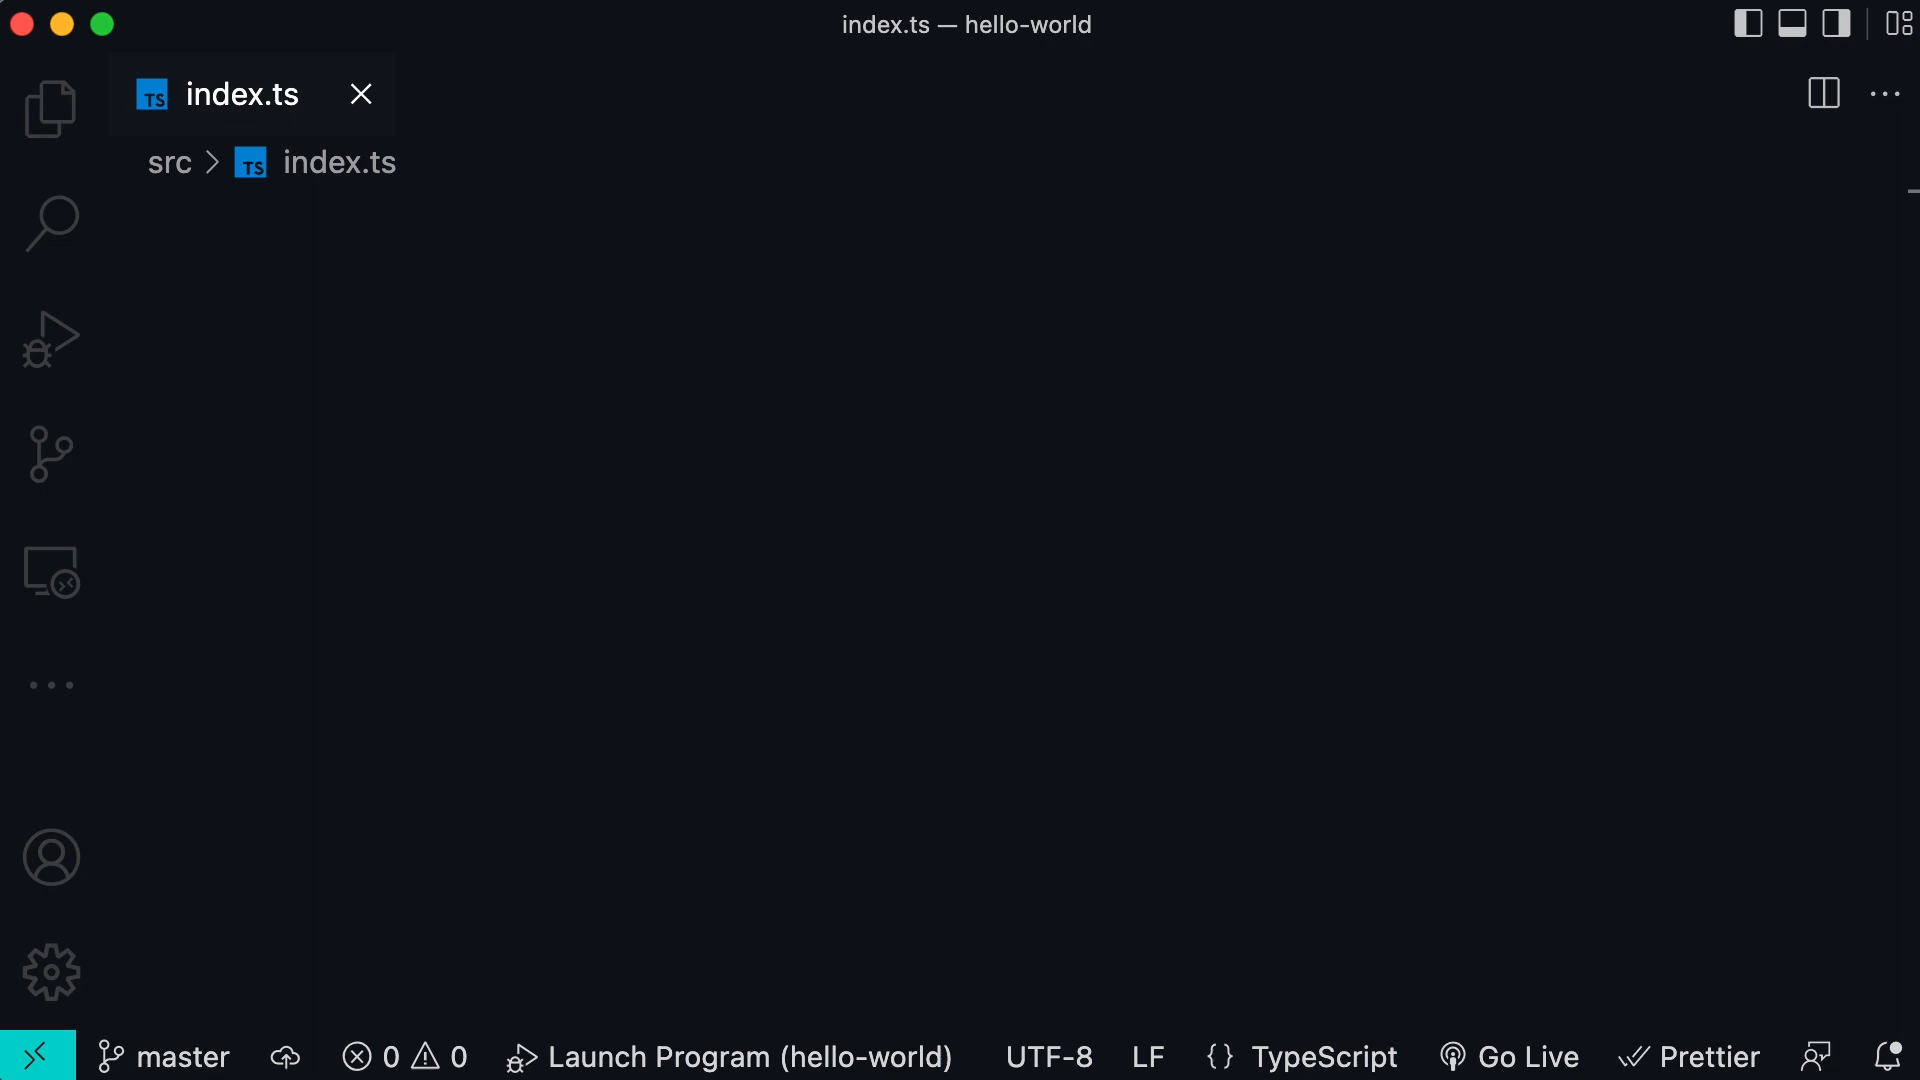 index.ts — hello-world
TS index.ts
src > TS index.ts
master 0 0 Launch Program (hello-world) UTF-8 LF {} TypeScript Go Live Prettier